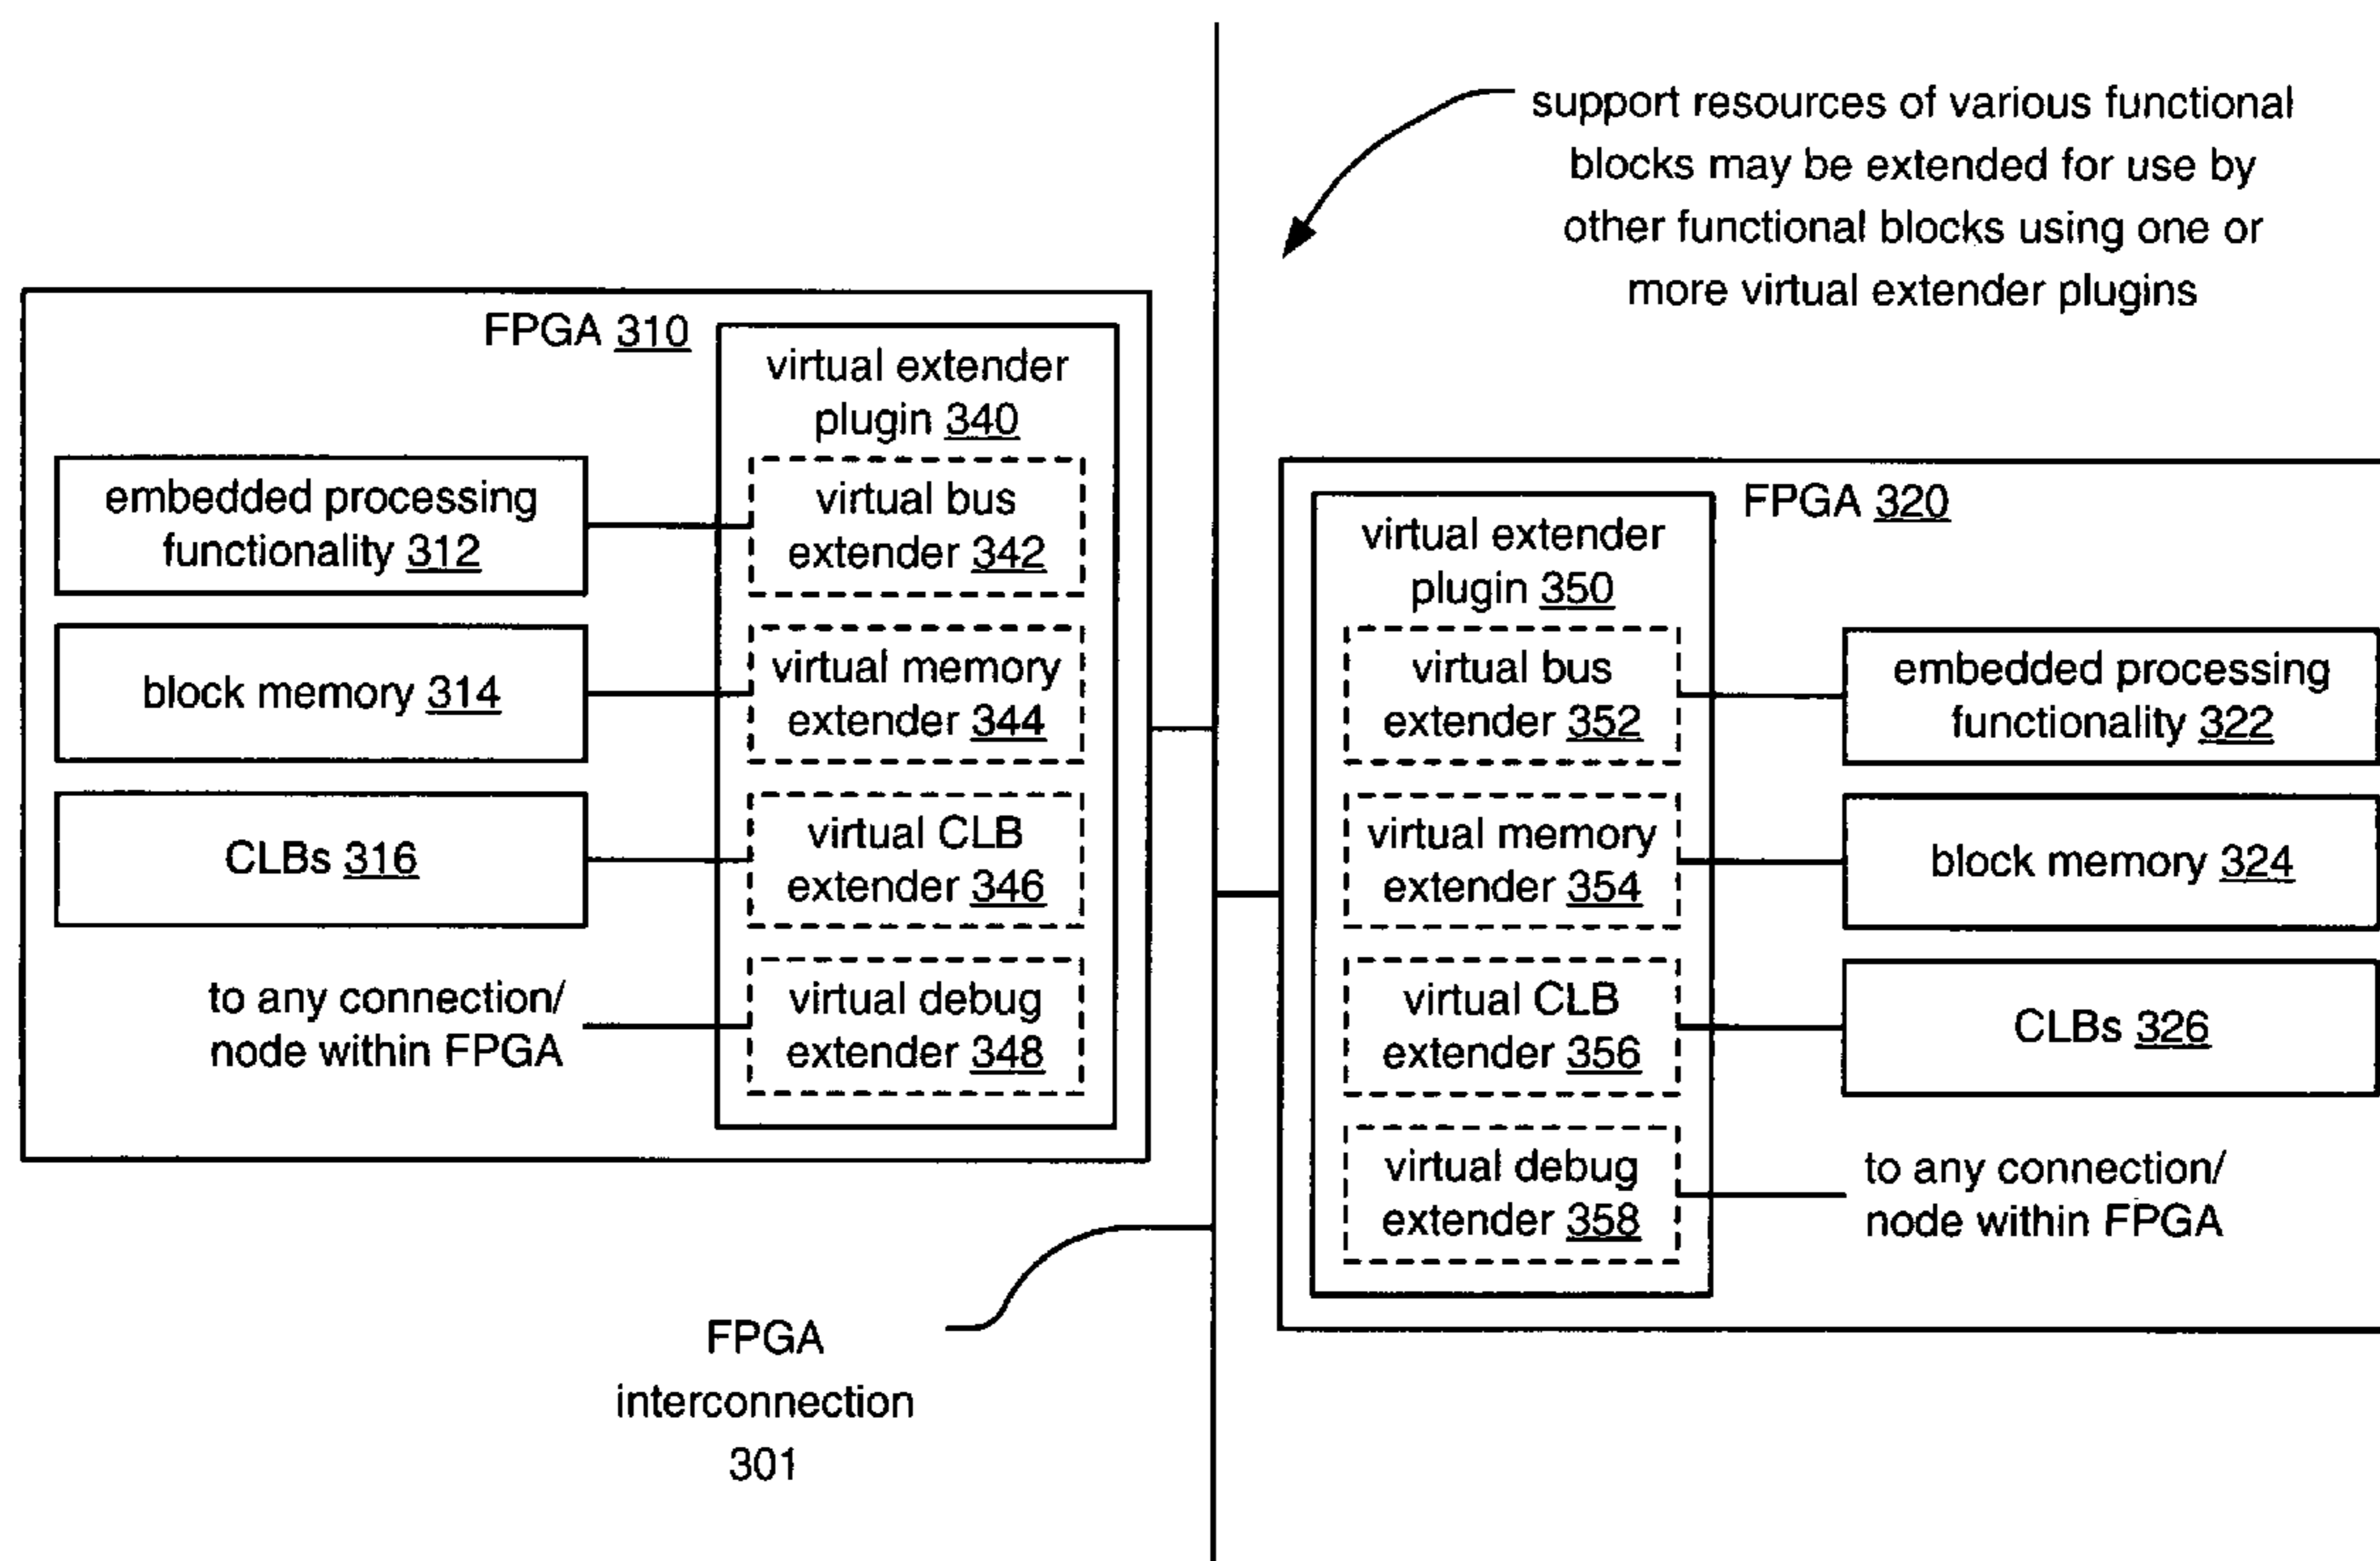 support resources of various functional
blocks may be extended for use by
other functional blocks using one or
more virtual extender plugins
FPGA 310
virtual extender
plugin 340
embedded processing
functionality 312
virtual bus
extender 342
block memory 314
virtual memory
extender 344
CLBs 316
virtual CLB
extender 346
to any connection/
node within FPGA
virtual debug
extender 348
FPGA 320
virtual extender
plugin 350
virtual bus
extender 352
embedded processing
functionality 322
virtual memory
extender 354
block memory 324
virtual CLB
extender 356
CLBs 326
virtual debug
extender 358
to any connection/
node within FPGA
FPGA
interconnection
301